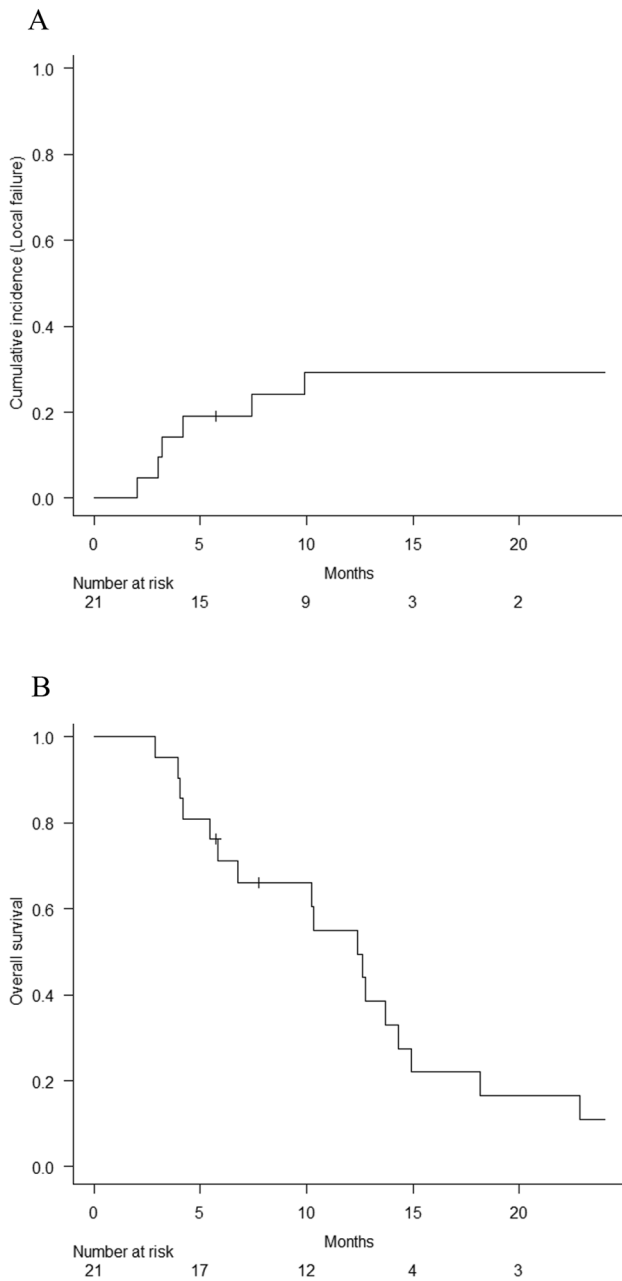 A
1.0
0.8
0.6
0.4
0.2
0.0
Cumulative incidence (Local failure)
0 5 10 15 20
Months
Number at risk
21 15 9 3 2
B
1.0
0.8
0.6
0.4
0.2
0.0
Overall survival
0 5 10 15 20
Months
Number at risk
21 17 12 4 3